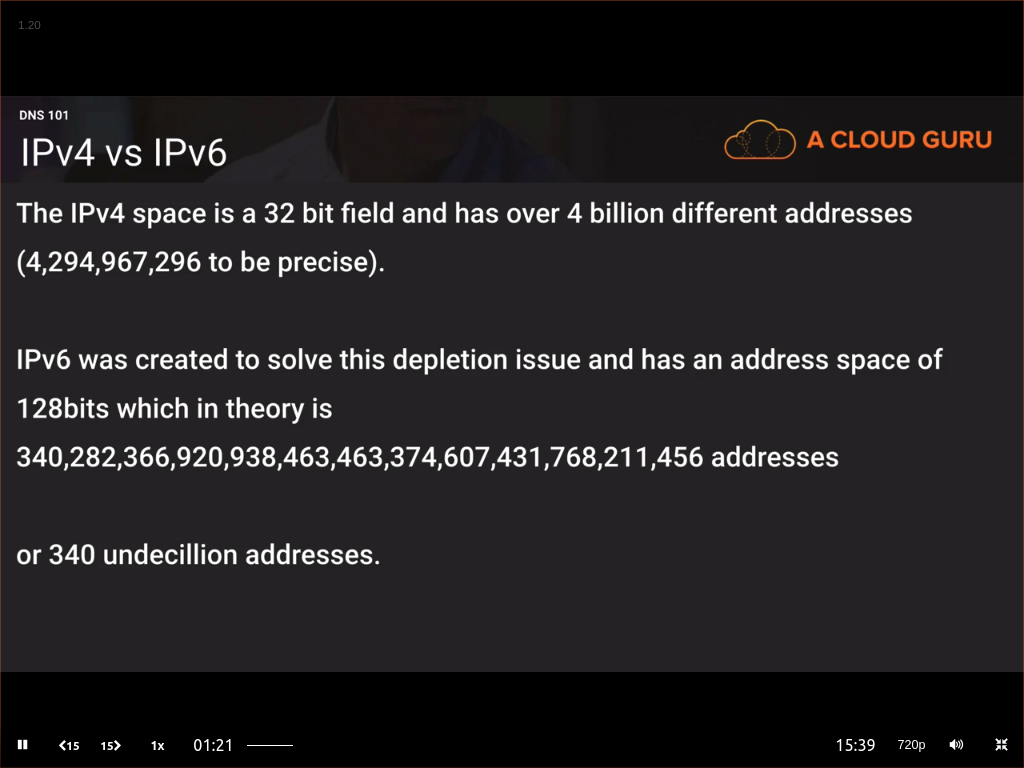 1.20
DNS 101
IPv4 vs IPv6
A CLOUD GURU
The IPv4 space is a 32 bit field and has over 4 billion different addresses
(4,294,967,296 to be precise).
IPv6 was created to solve this depletion issue and has an address space of
128bits which in theory is
340,282,366,920,938,463,463,374,607,431,768,211,456 addresses
or 340 undecillion addresses.
15 15 1x 01:21 15:39 720p